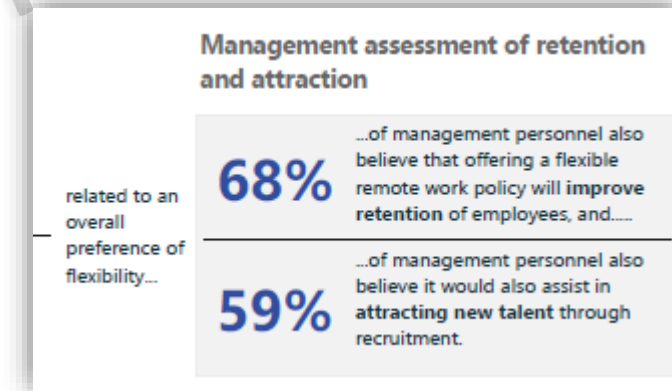 Management assessment of retention
and attraction
related to an
overall
preference of
flexibility...
68%
...of management personnel also
believe that offering a flexible
remote work policy will improve
retention of employees, and.....
59%
...of management personnel also
believe it would also assist in
attracting new talent through
recruitment.